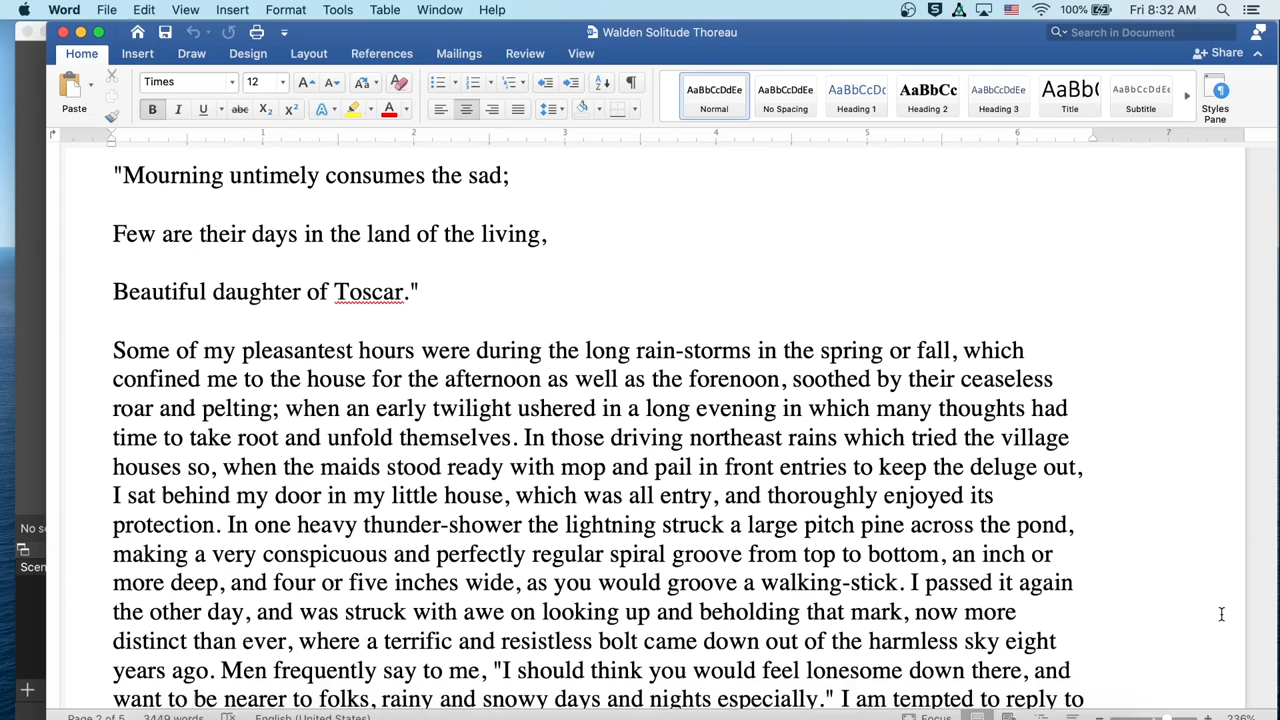 Word File Edit View Insert Format Tools Table Window Help 100% Fri 8:32 AM
Walden Solitude Thoreau
Search in Document
Home Insert Draw Design Layout References Mailings Review View Share
Paste Times 12
AaBbCcDdEe AaBbCcDdEe AaBbCcDc AaBbCc AaBbCcDdEe AaBbC AaBbCcDdEe
Normal No Spacing Heading 1 Heading 2 Heading 3 Title Subtitle Styles Pane
B I U abc X₂ X² A A
1 2 3 4 5 6 7
"Mourning untimely consumes the sad;
Few are their days in the land of the living,
Beautiful daughter of Toscar."
Some of my pleasantest hours were during the long rain-storms in the spring or fall, which
confined me to the house for the afternoon as well as the forenoon, soothed by their ceaseless
roar and pelting; when an early twilight ushered in a long evening in which many thoughts had
time to take root and unfold themselves. In those driving northeast rains which tried the village
houses so, when the maids stood ready with mop and pail in front entries to keep the deluge out,
I sat behind my door in my little house, which was all entry, and thoroughly enjoyed its
protection. In one heavy thunder-shower the lightning struck a large pitch pine across the pond,
making a very conspicuous and perfectly regular spiral groove from top to bottom, an inch or
more deep, and four or five inches wide, as you would groove a walking-stick. I passed it again
the other day, and was struck with awe on looking up and beholding that mark, now more
distinct than ever, where a terrific and resistless bolt came down out of the harmless sky eight
years ago. Men frequently say to me, "I should think you would feel lonesome down there, and
want to be nearer to folks, rainy and snowy days and nights especially." I am tempted to reply to
No s
Scen
Page 2 of 5 3449 words English (United States) Focus 236%